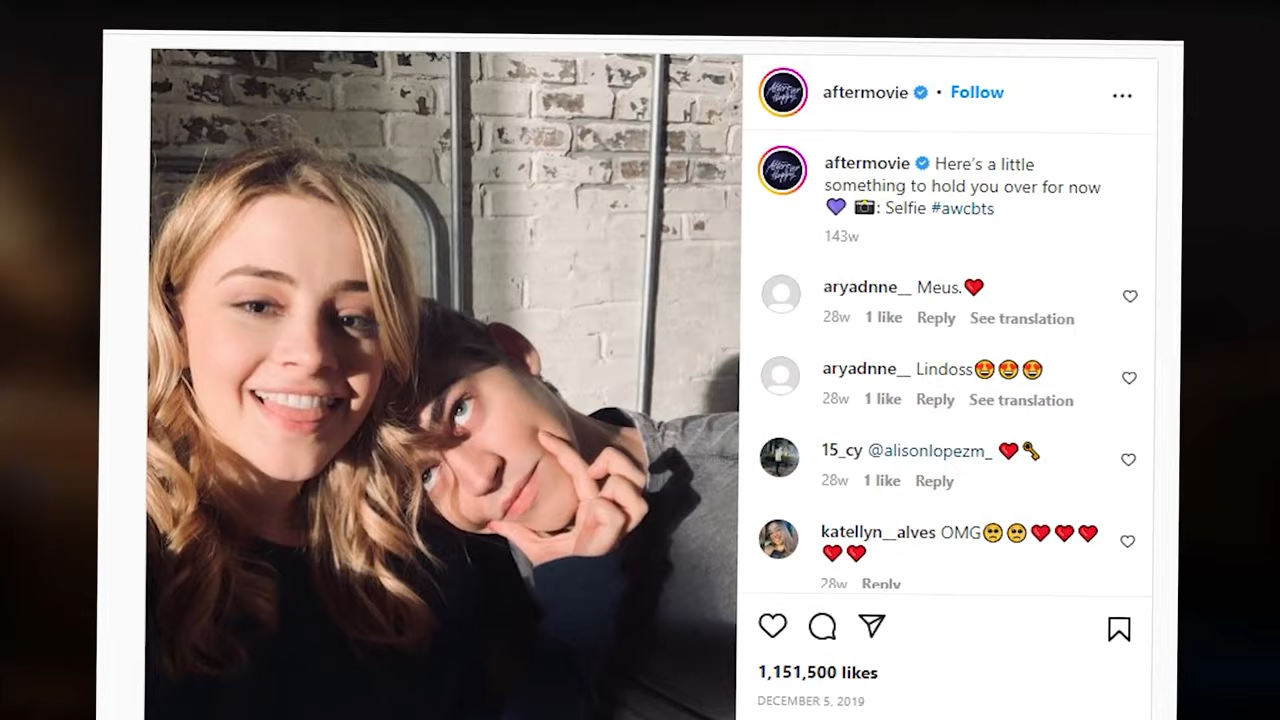 aftermovie • Follow
aftermovie Here's a little
something to hold you over for now
💜 📸: Selfie #awcbts
143w
aryadnne__ Meus.❤️
28w 1 like Reply See translation
aryadnne__ Lindoss🤩🤩🤩
28w 1 like Reply See translation
15_cy @alisonlopezm_ ❤️🗝️
28w 1 like Reply
katellyn__alves OMG🥺🥺❤️❤️❤️
❤️❤️
28w Reply
1,151,500 likes
DECEMBER 5, 2019